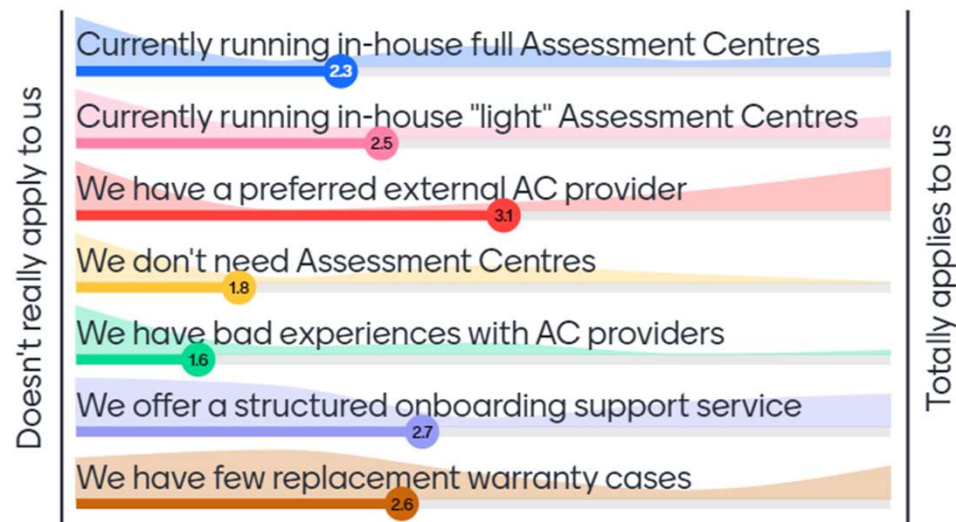 Doesn't really apply to us
Currently running in-house full Assessment Centres
2.3
Currently running in-house "light" Assessment Centres
2.5
We have a preferred external AC provider
3.1
We don't need Assessment Centres
1.8
We have bad experiences with AC providers
1.6
We offer a structured onboarding support service
2.7
We have few replacement warranty cases
2.6
Totally applies to us